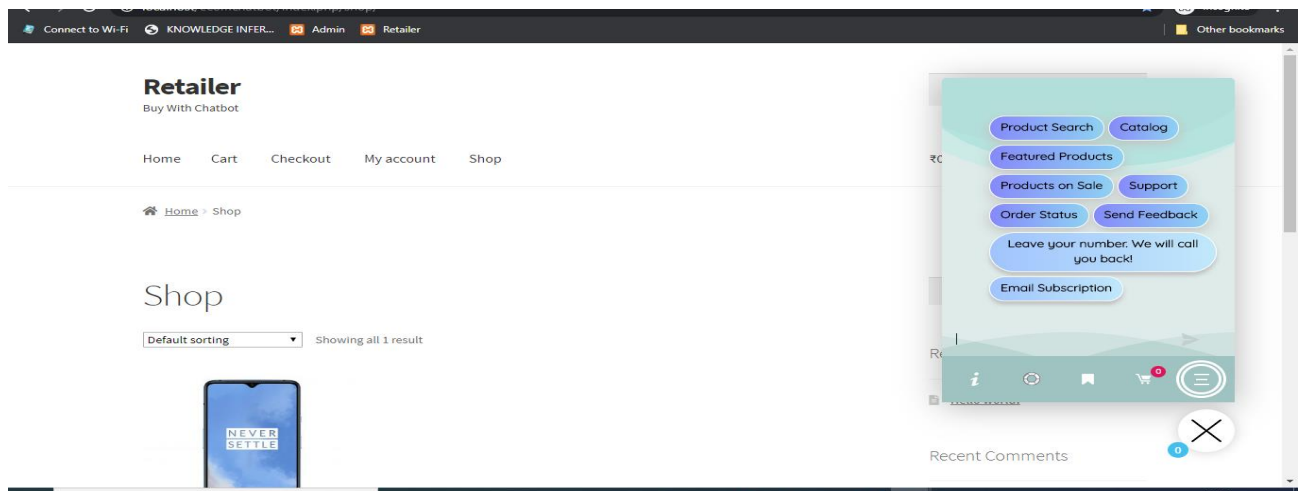 Connect to Wi-Fi KNOWLEDGE INFER... Admin Retailer Other bookmarks
Retailer
Buy With Chatbot
Home Cart Checkout My account Shop
Home › Shop
Shop
Default sorting Showing all 1 result
NEVER
SETTLE
₹0
Product Search Catalog
Featured Products
Products on Sale Support
Order Status Send Feedback
Leave your number. We will call
you back!
Email Subscription
i 0
0
Recent Comments